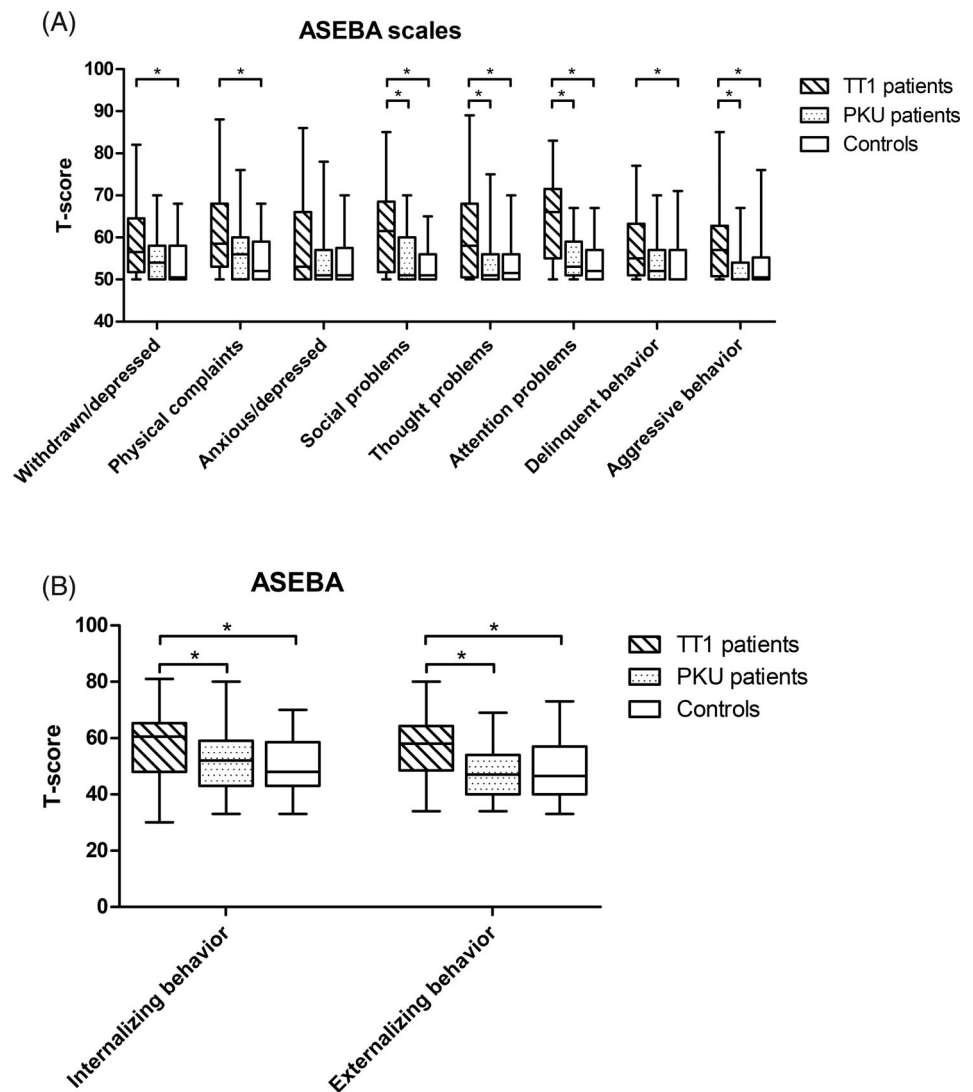 (A)
ASEBA scales
100
90
80
70
60
50
40
T-score
* * * * * * *
* * * *
TT1 patients
PKU patients
Controls
Withdrawn/depressed
Physical complaints
Anxious/depressed
Social problems
Thought problems
Attention problems
Delinquent behavior
Aggressive behavior
(B)
ASEBA
100
80
60
40
20
0
T-score
* *
* *
TT1 patients
PKU patients
Controls
Internalizing behavior
Externalizing behavior